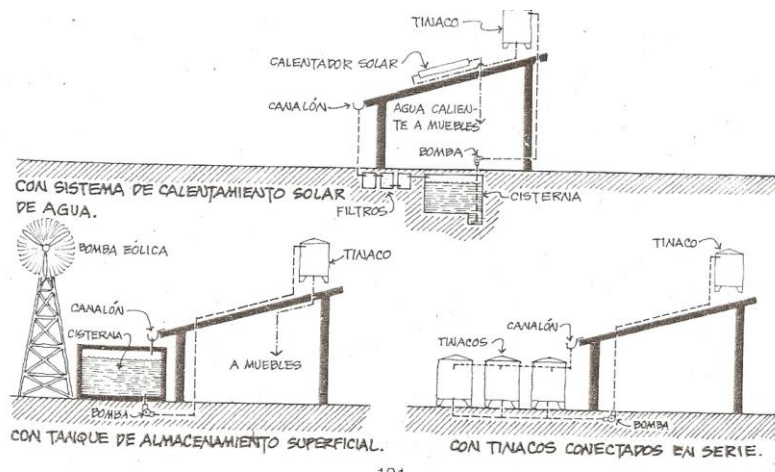 TINACO
CALENTADOR SOLAR
CANALÓN
AGUA CALIEN-
TE A MUEBLES
BOMBA
CON SISTEMA DE CALENTAMIENTO SOLAR
DE AGUA.
FILTROS
CISTERNA
BOMBA EÓLICA
TINACO
CANALÓN
CISTERNA
A MUEBLES
BOMBA
CON TANQUE DE ALMACENAMIENTO SUPERFICIAL.
TINACO
CANALÓN
TINACOS
BOMBA
CON TINACOS CONECTADOS EN SERIE.